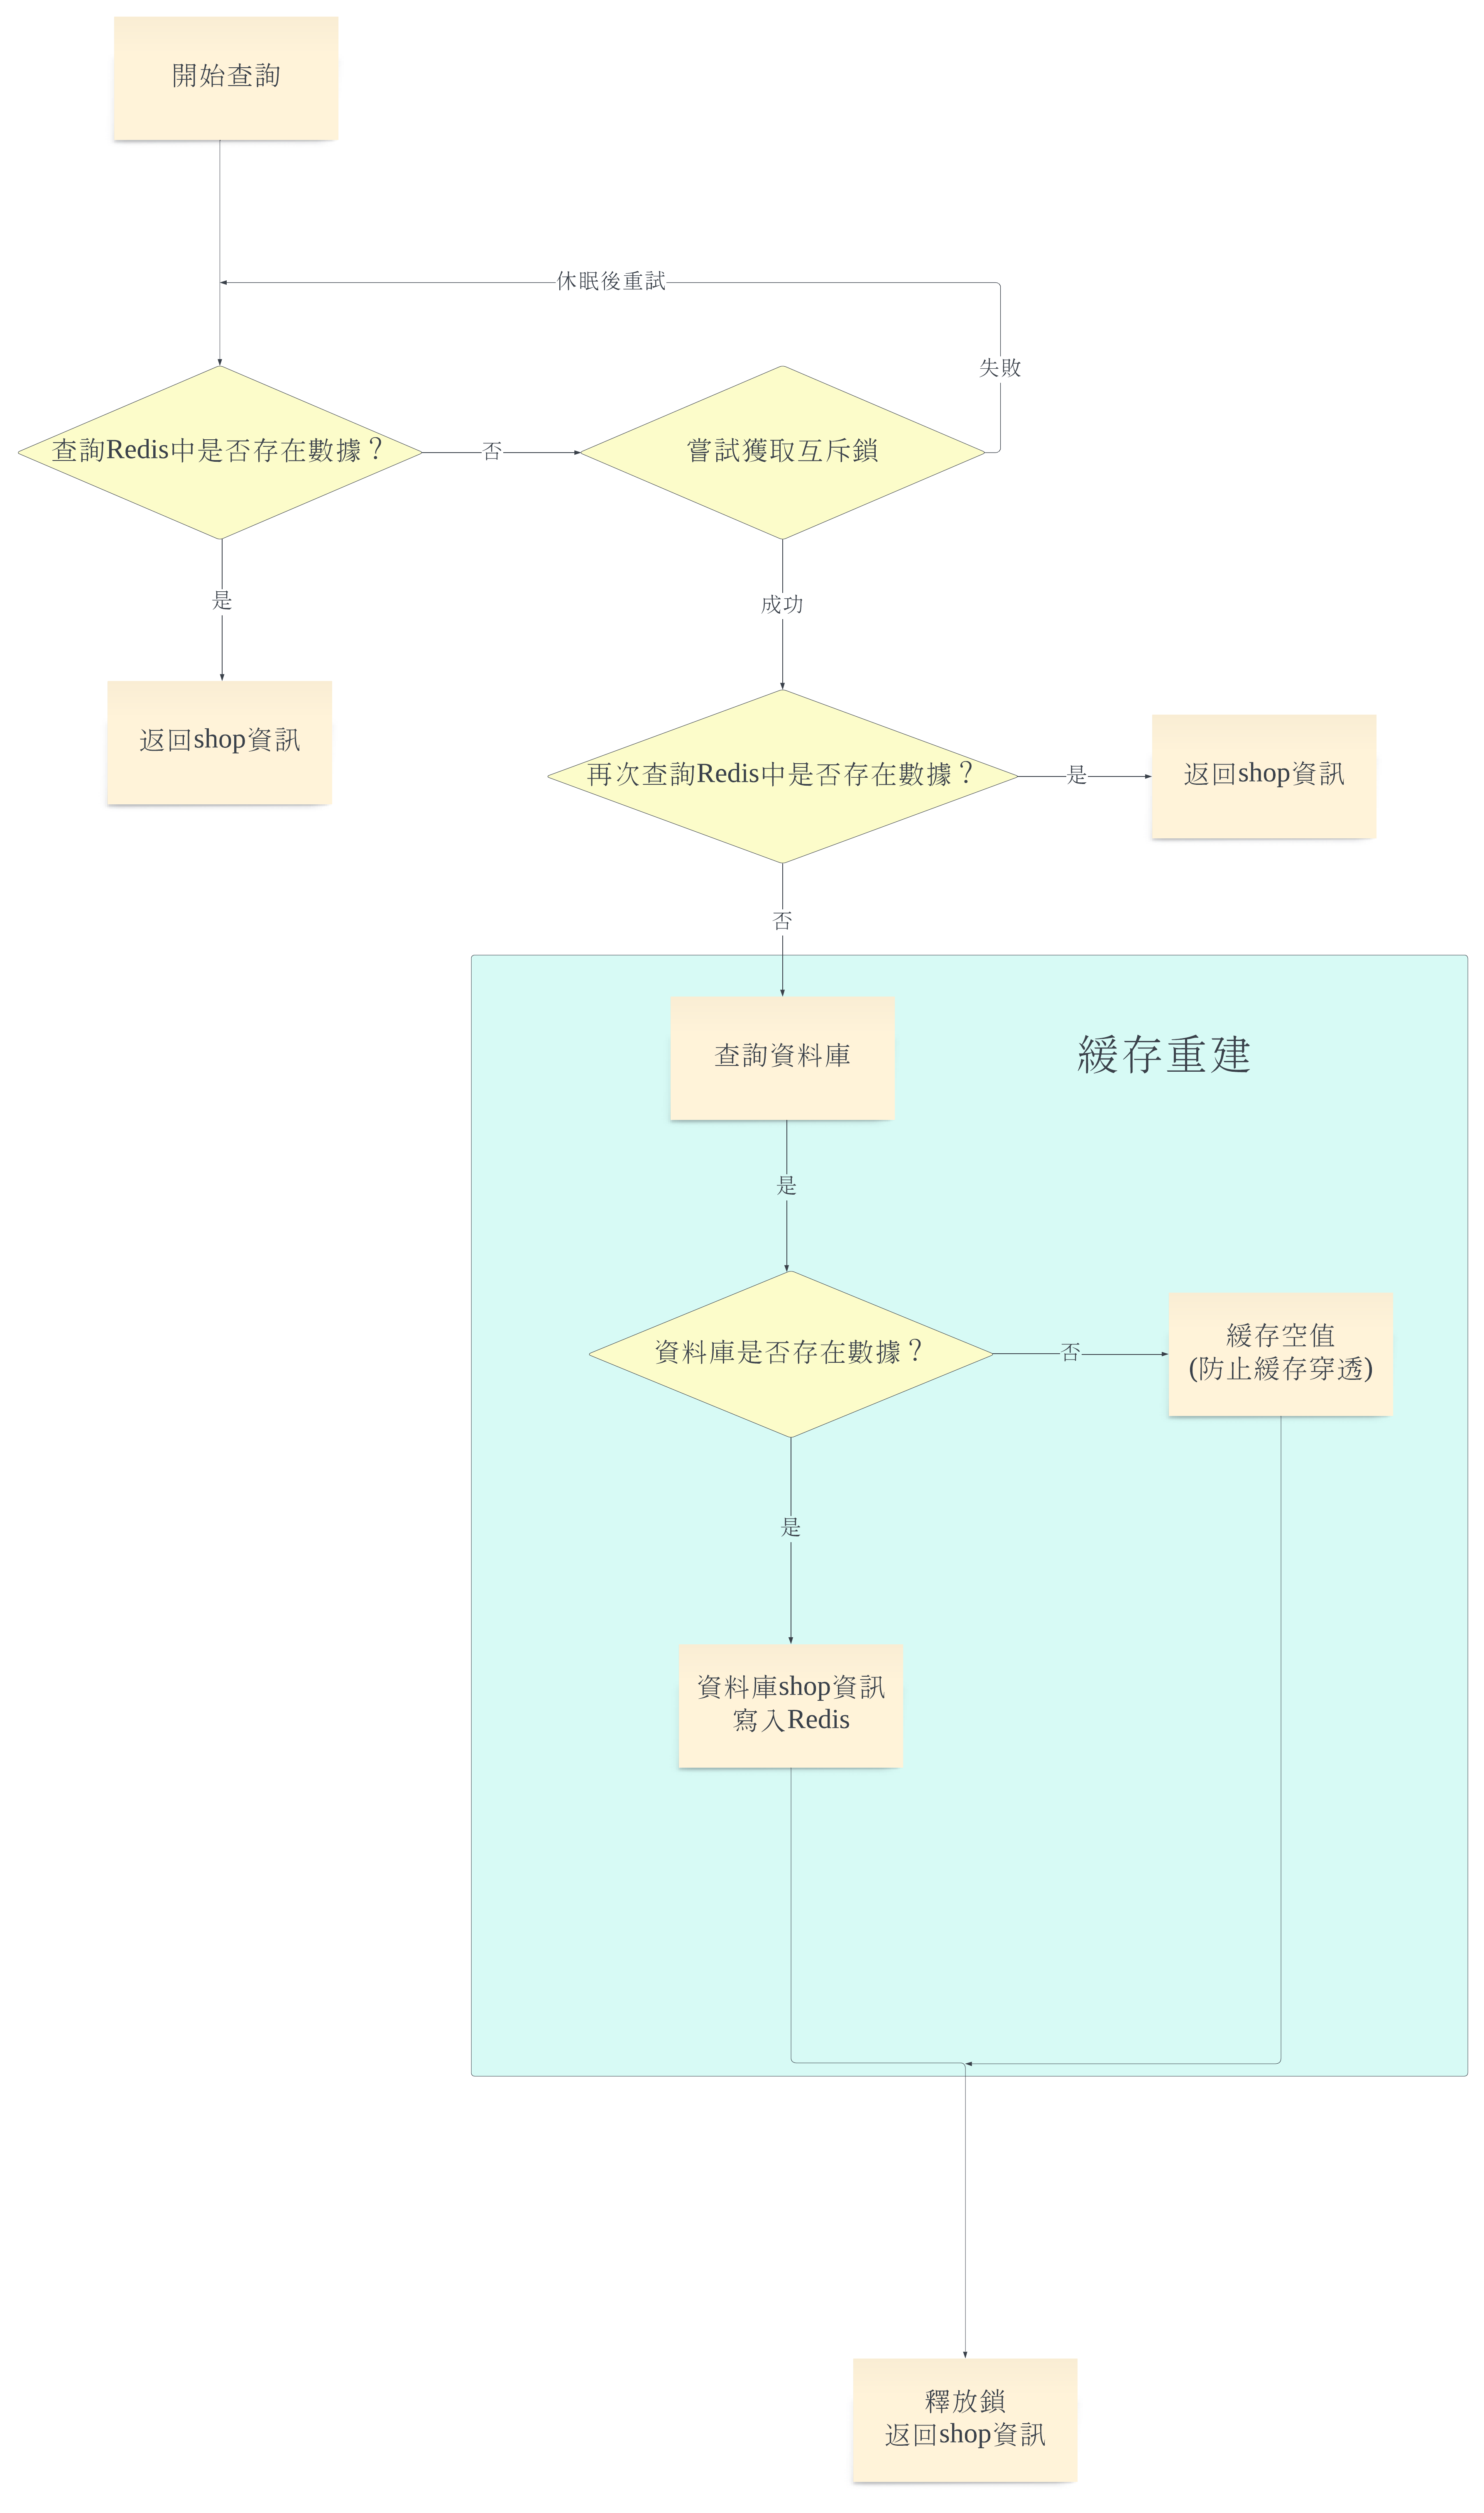 開始查詢
休眠後重試
失敗
查詢Redis中是否存在數據？
否
嘗試獲取互斥鎖
是
成功
返回shop資訊
再次查詢Redis中是否存在數據？
是
返回shop資訊
否
查詢資料庫
緩存重建
是
資料庫是否存在數據？
否
緩存空值
(防止緩存穿透)
是
資料庫shop資訊
寫入Redis
釋放鎖
返回shop資訊